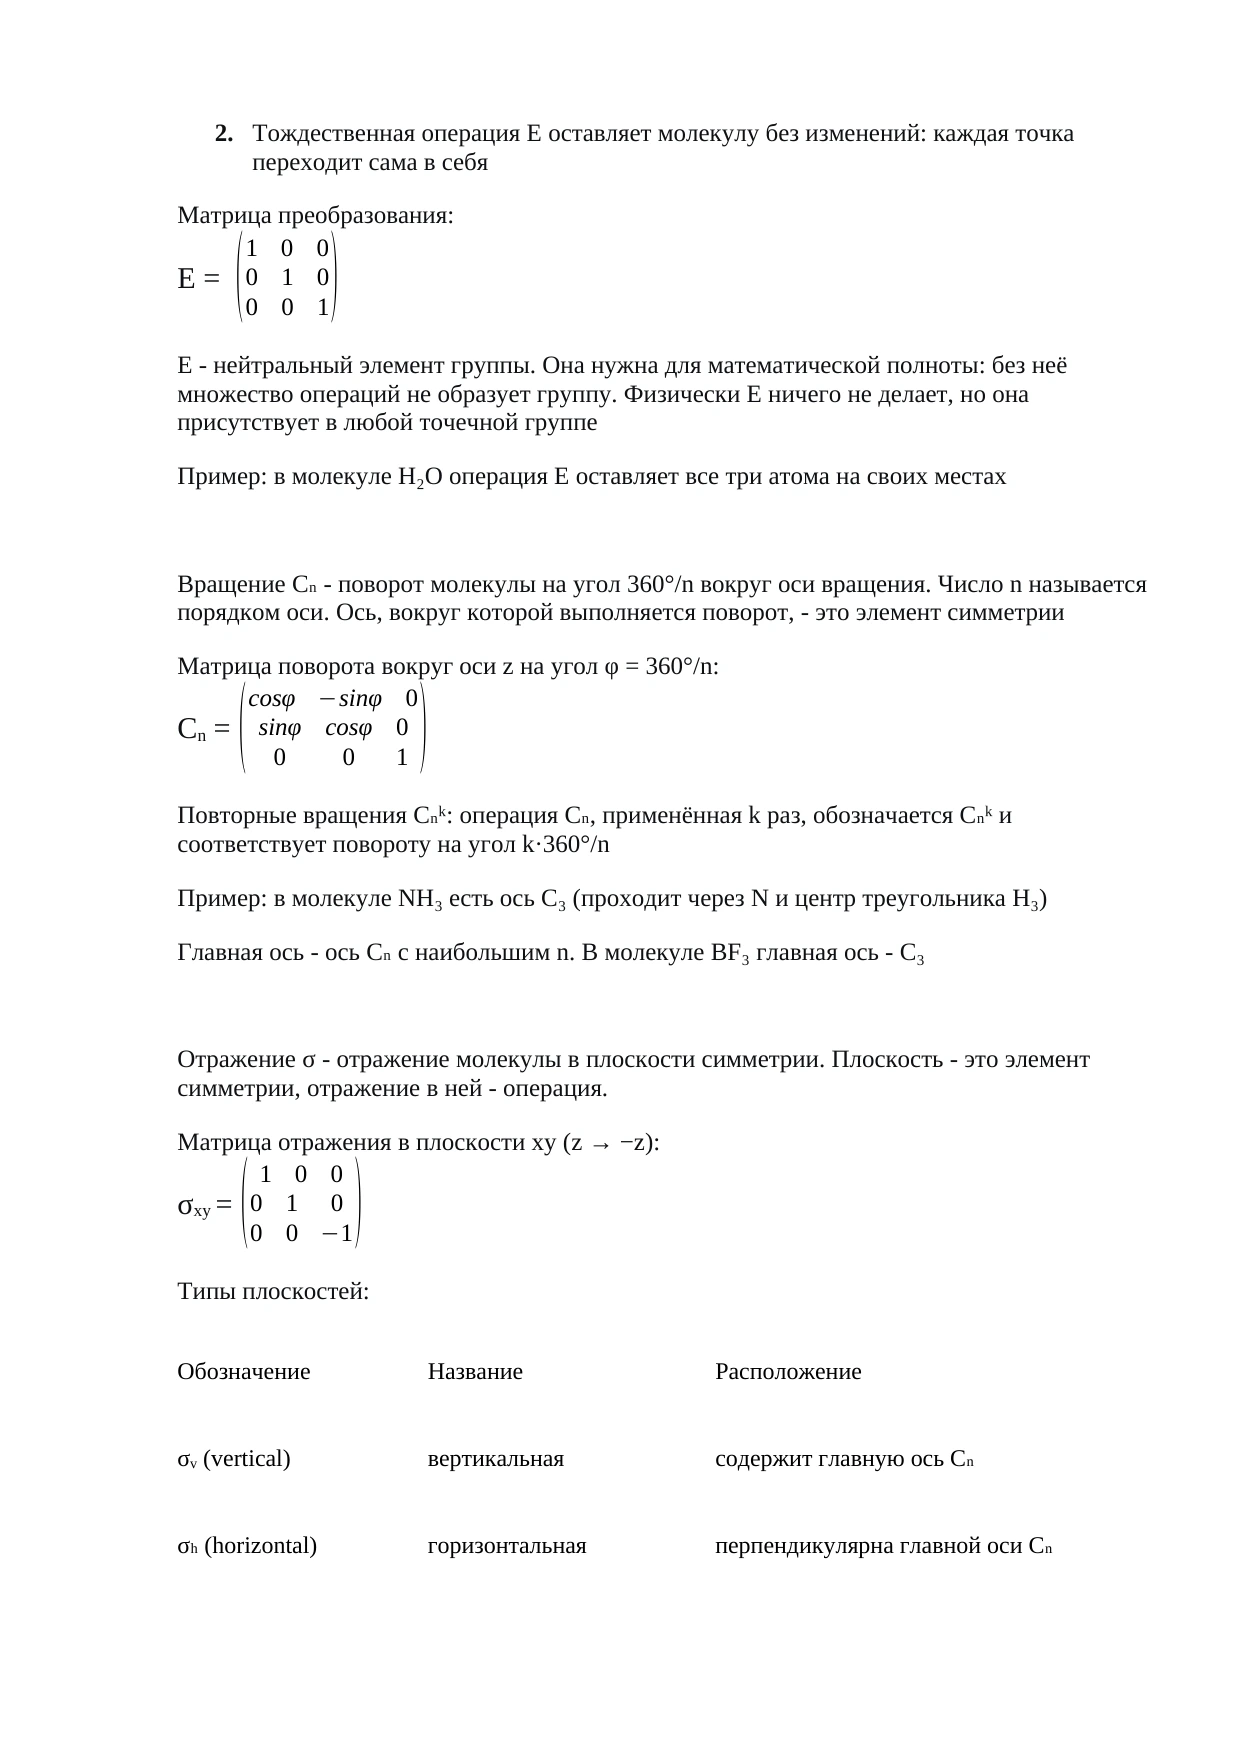 2. Тождественная операция E оставляет молекулу без изменений: каждая точка
переходит сама в себя
Матрица преобразования:
E = (1 0 0
0 1 0
0 0 1)
E - нейтральный элемент группы. Она нужна для математической полноты: без неё
множество операций не образует группу. Физически E ничего не делает, но она
присутствует в любой точечной группе
Пример: в молекуле H₂O операция E оставляет все три атома на своих местах
Вращение Cₙ - поворот молекулы на угол 360°/n вокруг оси вращения. Число n называется
порядком оси. Ось, вокруг которой выполняется поворот, - это элемент симметрии
Матрица поворота вокруг оси z на угол φ = 360°/n:
Cₙ = (cosφ −sinφ 0
sinφ cosφ 0
0 0 1)
Повторные вращения Cₙᵏ: операция Cₙ, применённая k раз, обозначается Cₙᵏ и
соответствует повороту на угол k·360°/n
Пример: в молекуле NH₃ есть ось C₃ (проходит через N и центр треугольника H₃)
Главная ось - ось Cₙ с наибольшим n. В молекуле BF₃ главная ось - C₃
Отражение σ - отражение молекулы в плоскости симметрии. Плоскость - это элемент
симметрии, отражение в ней - операция.
Матрица отражения в плоскости xy (z → −z):
σxy = (1 0 0
0 1 0
0 0 −1)
Типы плоскостей:
Обозначение Название Расположение
σᵥ (vertical) вертикальная содержит главную ось Cₙ
σₕ (horizontal) горизонтальная перпендикулярна главной оси Cₙ